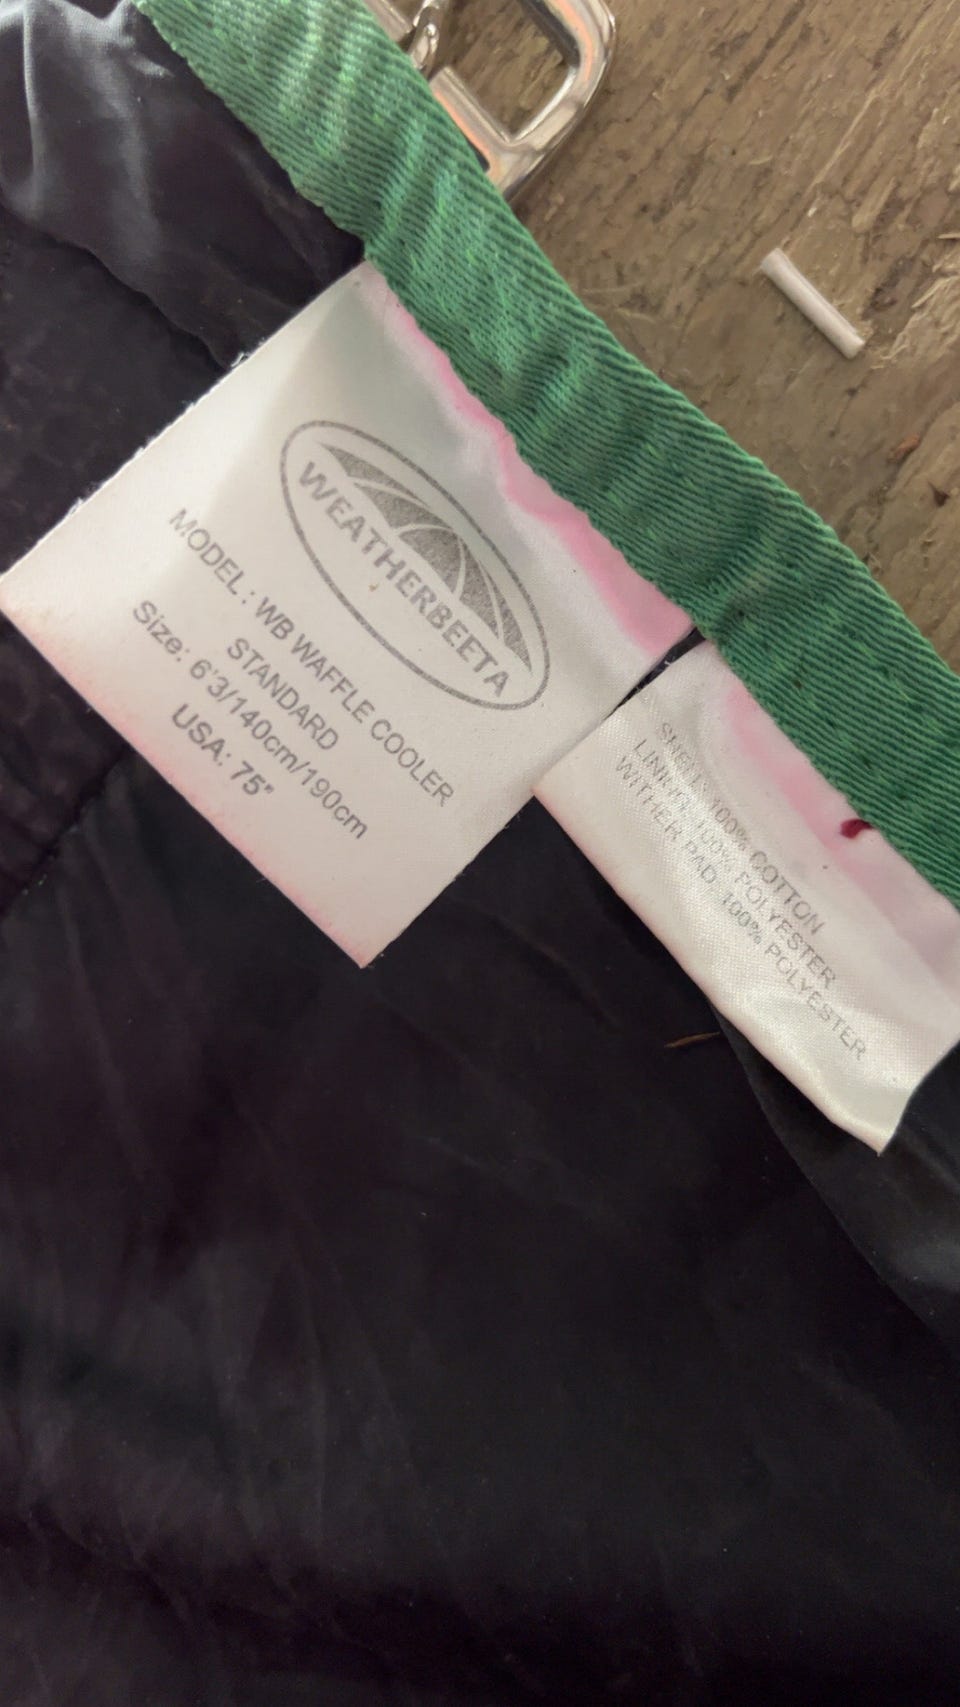 WEATHERBEETA
MODEL: WB WAFFLE COOLER
STANDARD
Size: 6'3/140cm/190cm
USA: 75"
SHELL: 100% COTTON
LINING: 100% POLYESTER
WITHER PAD: 100% POLYESTER